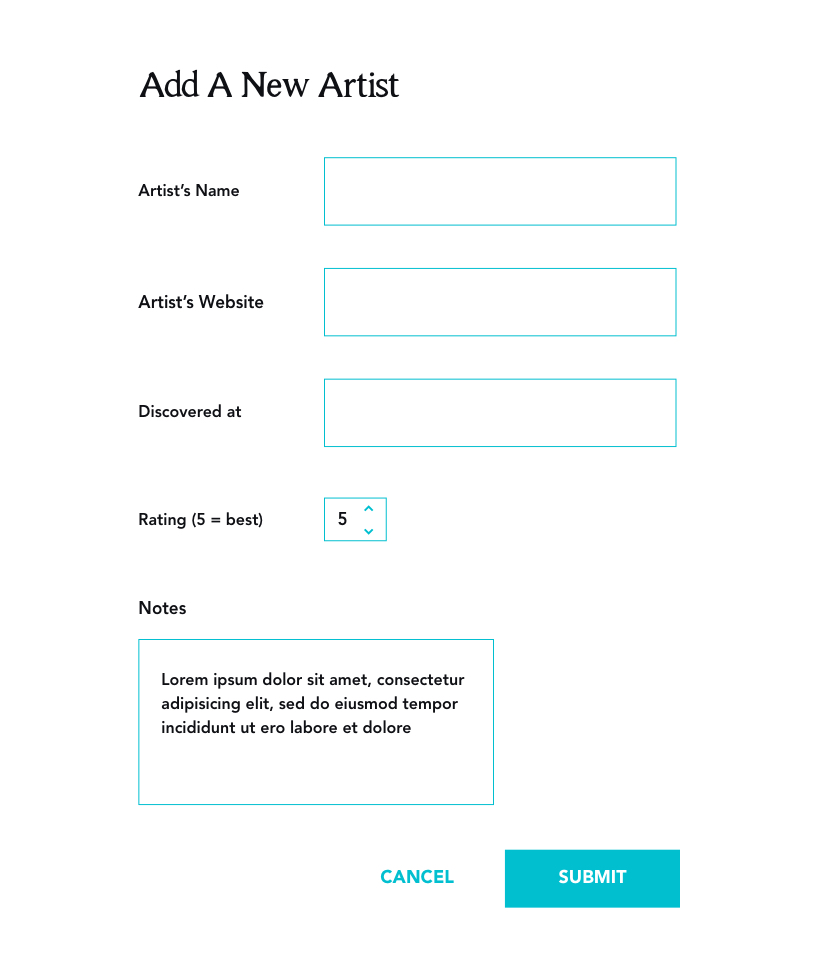 Add A New Artist
Artist’s Name
Artist’s Website
Discovered at
Rating (5 = best)
5
Notes
Lorem ipsum dolor sit amet, consectetur
adipisicing elit, sed do eiusmod tempor
incididunt ut ero labore et dolore
CANCEL
SUBMIT